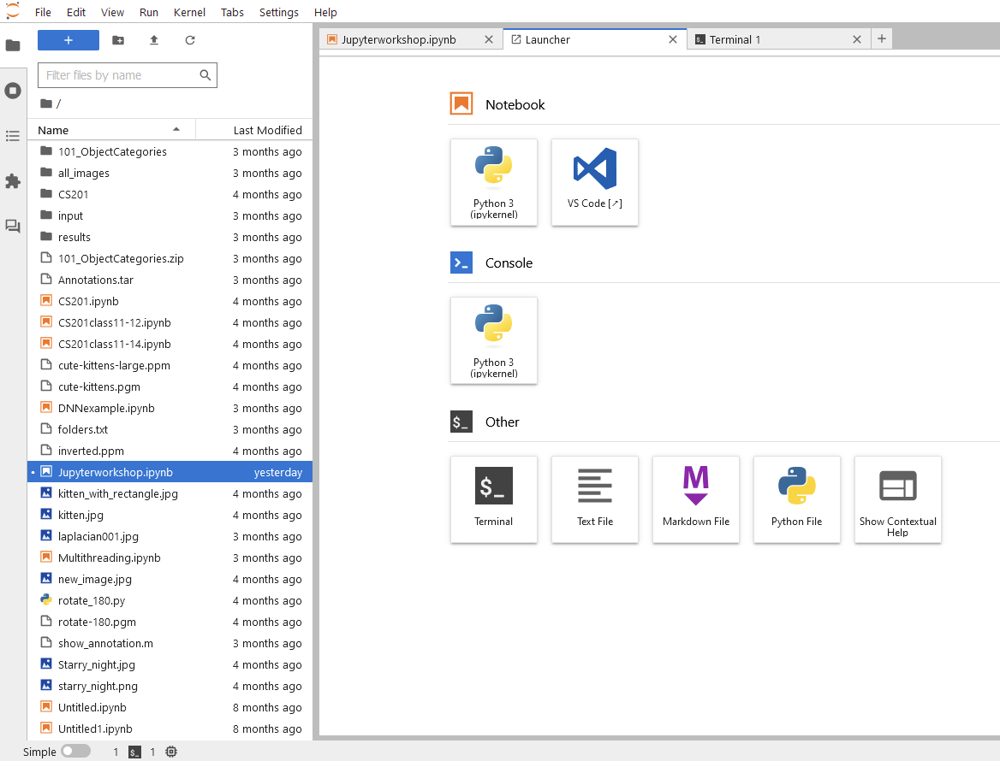 File Edit View Run Kernel Tabs Settings Help
+
Filter files by name
/
Name Last Modified
101_ObjectCategories 3 months ago
all_images 3 months ago
CS201 4 months ago
input 3 months ago
results 3 months ago
101_ObjectCategories.zip 3 months ago
Annotations.tar 3 months ago
CS201.ipynb 4 months ago
CS201class11-12.ipynb 4 months ago
CS201class11-14.ipynb 4 months ago
cute-kittens-large.ppm 4 months ago
cute-kittens.pgm 4 months ago
DNNexample.ipynb 3 months ago
folders.txt 3 months ago
inverted.ppm 4 months ago
Jupyterworkshop.ipynb yesterday
kitten_with_rectangle.jpg 4 months ago
kitten.jpg 4 months ago
laplacian001.jpg 3 months ago
Multithreading.ipynb 3 months ago
new_image.jpg 4 months ago
rotate_180.py 4 months ago
rotate-180.pgm 4 months ago
show_annotation.m 3 months ago
Starry_night.jpg 4 months ago
starry_night.png 4 months ago
Untitled.ipynb 8 months ago
Untitled1.ipynb 8 months ago
Jupyterworkshop.ipynb Launcher $_ Terminal 1 +
Notebook
Python 3
(ipykernel)
VS Code [↗]
>_ Console
Python 3
(ipykernel)
$_ Other
$_
Terminal
Text File
M
Markdown File
Python File
Show Contextual
Help
Simple 1 $_ 1